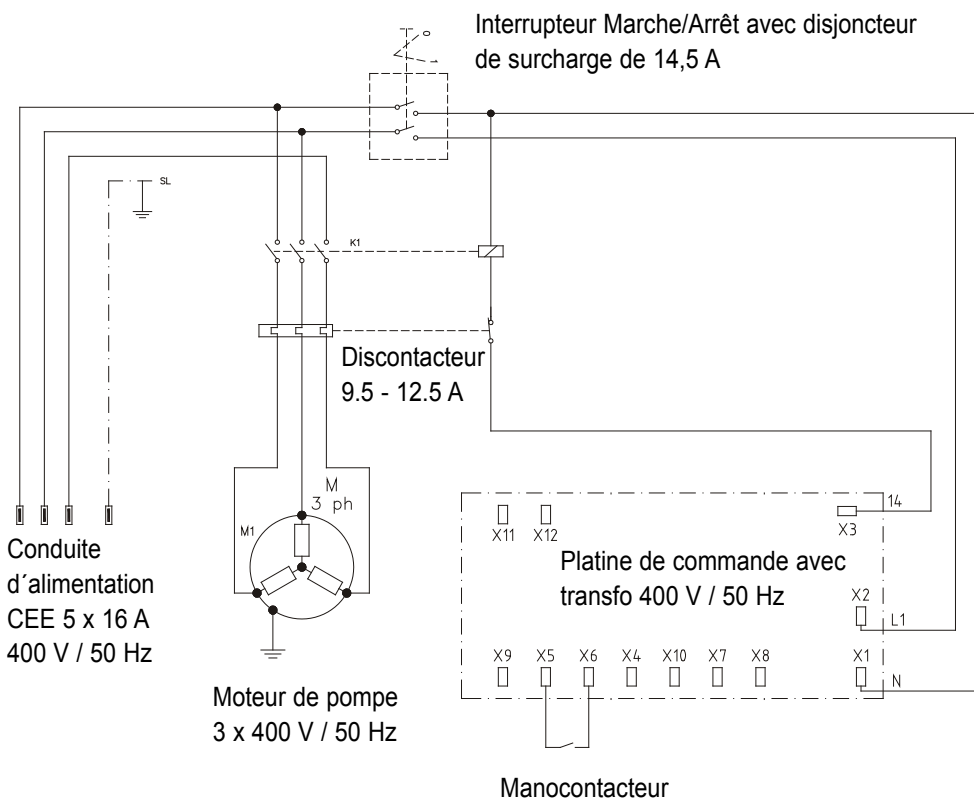 Interrupteur Marche/Arrêt avec disjoncteur
de surcharge de 14,5 A
0
SL
K1
Discontacteur
9.5 - 12.5 A
M
3 ph
M1
Conduite
d´alimentation
CEE 5 x 16 A
400 V / 50 Hz
Moteur de pompe
3 x 400 V / 50 Hz
14
X11
X12
X3
Platine de commande avec
transfo 400 V / 50 Hz
X2
L1
X9
X5
X6
X4
X10
X7
X8
X1
N
Manocontacteur